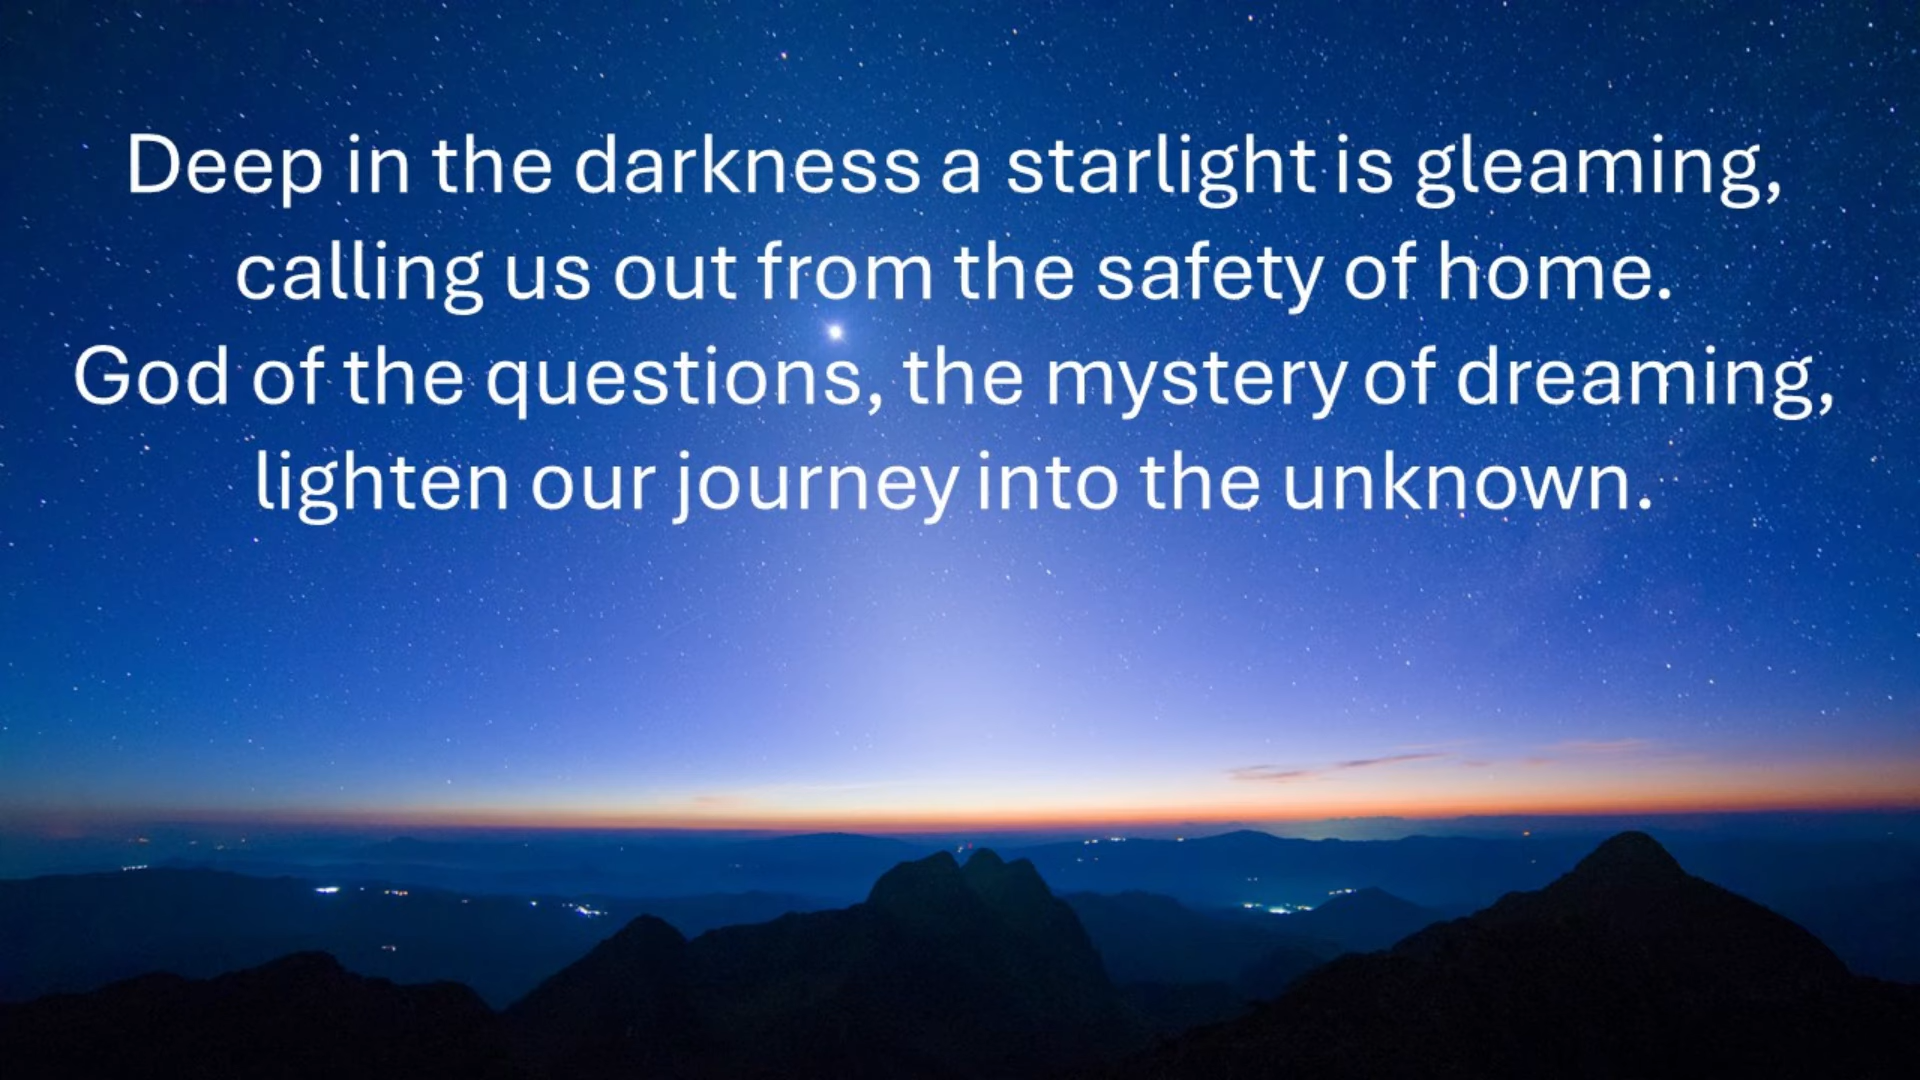 Deep in the darkness a starlight is gleaming,
calling us out from the safety of home.
God of the questions, the mystery of dreaming,
lighten our journey into the unknown.